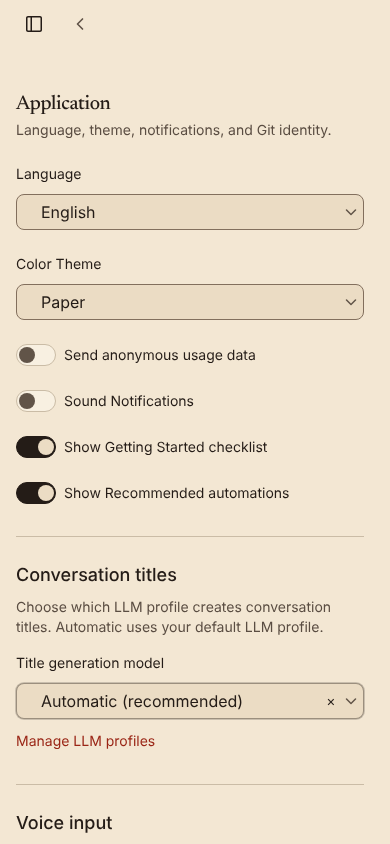 Application
Language, theme, notifications, and Git identity.
Language
English
Color Theme
Paper
Send anonymous usage data
Sound Notifications
Show Getting Started checklist
Show Recommended automations
Conversation titles
Choose which LLM profile creates conversation
titles. Automatic uses your default LLM profile.
Title generation model
Automatic (recommended)
Manage LLM profiles
Voice input